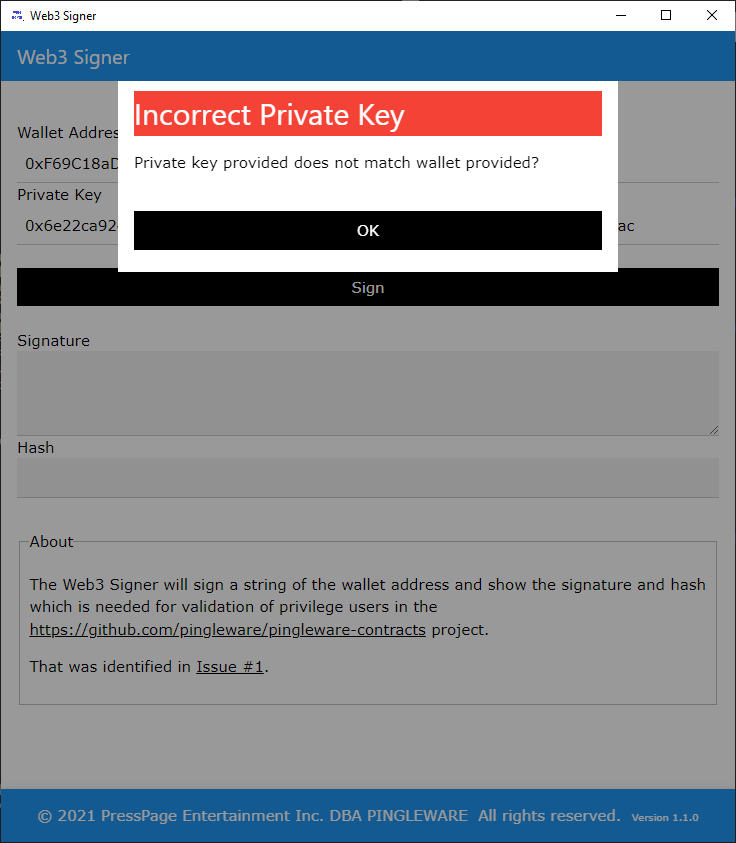 Web3 Signer
Web3 Signer
Incorrect Private Key
Wallet Addres
Private key provided does not match wallet provided?
0xF69C18aD
Private Key
0x6e22ca92
ac
OK
Sign
Signature
Hash
About
The Web3 Signer will sign a string of the wallet address and show the signature and hash
which is needed for validation of privilege users in the
https://github.com/pingleware/pingleware-contracts project.
That was identified in Issue #1.
© 2021 PressPage Entertainment Inc. DBA PINGLEWARE All rights reserved. Version 1.1.0